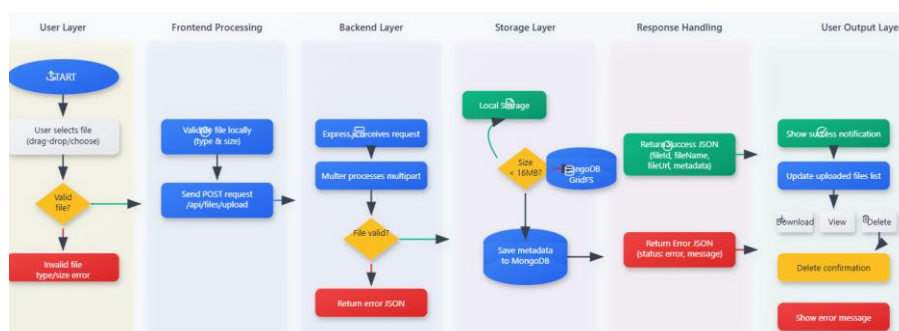 User Layer
Frontend Processing
Backend Layer
Storage Layer
Response Handling
User Output Laye
START
User selects file
(drag-drop/choose)
Valid
file?
Invalid file
type/size error
Validate file locally
(type & size)
Send POST request
/api/files/upload
Express.js receives request
Multer processes multipart
File valid?
Return error JSON
Local Storage
Size
< 16MB?
MongoDB
GridFS
Save metadata
to MongoDB
Return Success JSON
(fileId, fileName,
fileUrl, metadata)
Return Error JSON
(status: error, message)
Show success notification
Update uploaded files list
Download
View
Delete
Delete confirmation
Show error message